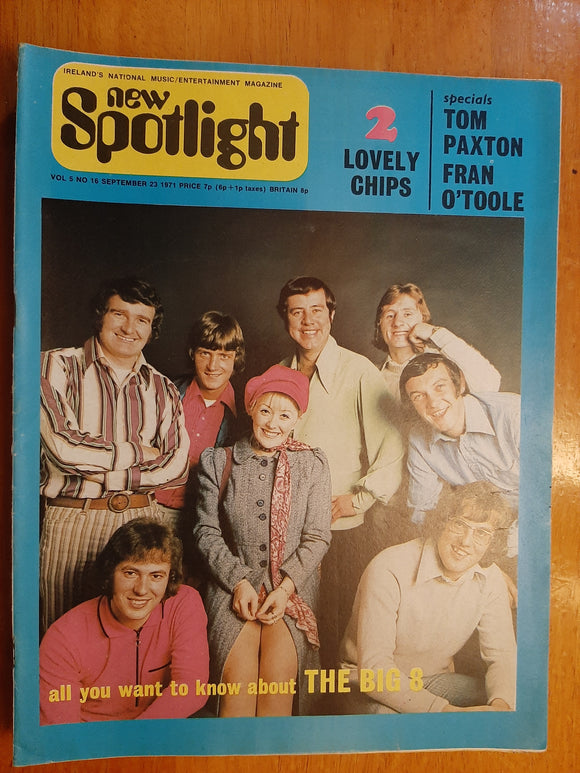 IRELAND'S NATIONAL MUSIC/ENTERTAINMENT MAGAZINE
new
Spotlight
VOL 5 NO 16 SEPTEMBER 23 1971 PRICE 7p (6p + 1p taxes) BRITAIN 8p
2
LOVELY
CHIPS
specials
TOM
PAXTON
FRAN
O'TOOLE
all you want to know about THE BIG 8